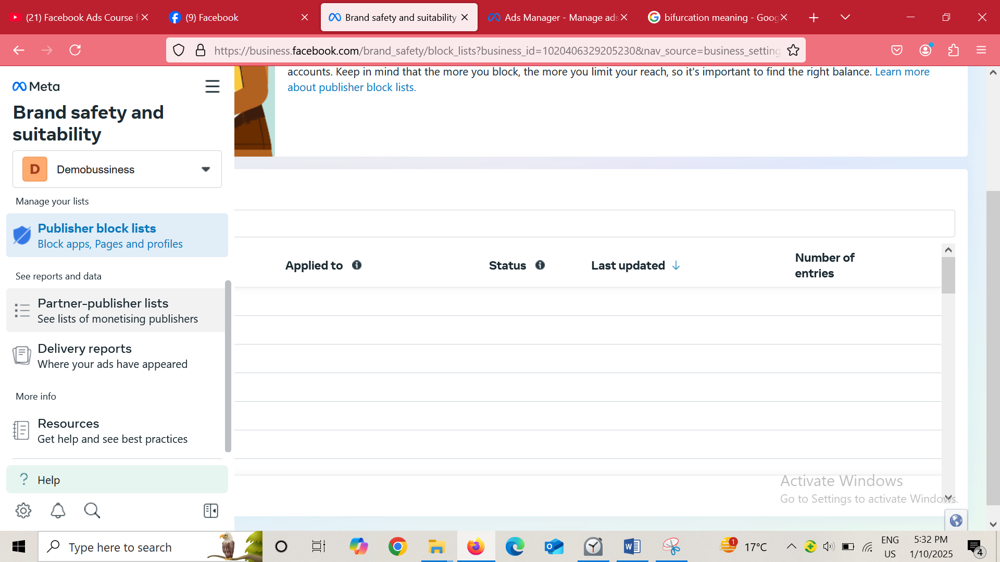 (21) Facebook Ads Course f
(9) Facebook
Brand safety and suitability
Ads Manager - Manage ads
bifurcation meaning - Goog
https://business.facebook.com/brand_safety/block_lists?business_id=1020406329205230&nav_source=business_setting
accounts. Keep in mind that the more you block, the more you limit your reach, so it's important to find the right balance. Learn more
about publisher block lists.
Meta
Brand safety and
suitability
D
Demobussiness
Manage your lists
Publisher block lists
Block apps, Pages and profiles
See reports and data
Partner-publisher lists
See lists of monetising publishers
Delivery reports
Where your ads have appeared
More info
Resources
Get help and see best practices
Help
Applied to
Status
Last updated
Number of
entries
Activate Windows
Go to Settings to activate Windows.
Type here to search
1
17°C
ENG
US
5:32 PM
1/10/2025
4